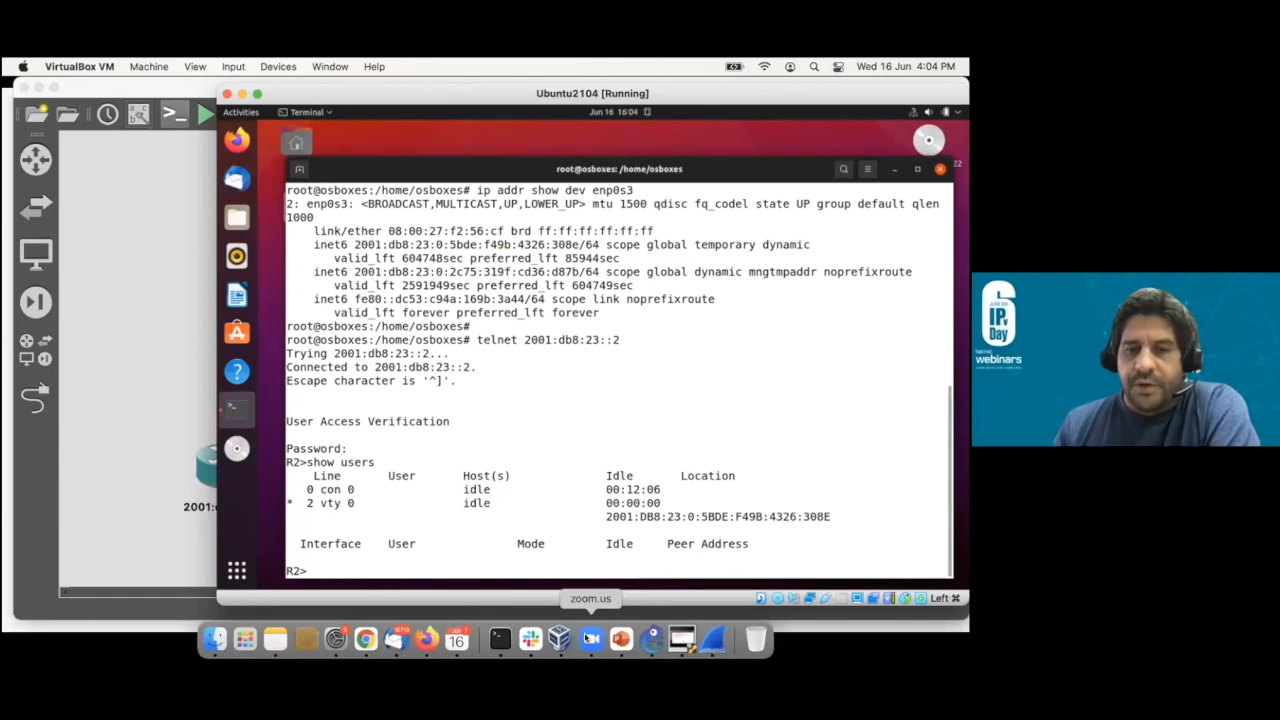 VirtualBox VM Machine View Input Devices Window Help Wed 16 Jun 4:04 PM
Ubuntu2104 [Running]
Activities Terminal Jun 16 16:04
root@osboxes: /home/osboxes
22
root@osboxes:/home/osboxes# ip addr show dev enp0s3
2: enp0s3: <BROADCAST,MULTICAST,UP,LOWER_UP> mtu 1500 qdisc fq_codel state UP group default qlen
1000
link/ether 08:00:27:f2:56:cf brd ff:ff:ff:ff:ff:ff
inet6 2001:db8:23:0:5bde:f49b:4326:308e/64 scope global temporary dynamic
valid_lft 604748sec preferred_lft 85944sec
inet6 2001:db8:23:0:2c75:319f:cd36:d87b/64 scope global dynamic mngtmpaddr noprefixroute
valid_lft 2591949sec preferred_lft 604749sec
inet6 fe80::dc53:c94a:169b:3a44/64 scope link noprefixroute
valid_lft forever preferred_lft forever
root@osboxes:/home/osboxes#
root@osboxes:/home/osboxes# telnet 2001:db8:23::2
Trying 2001:db8:23::2...
Connected to 2001:db8:23::2.
Escape character is '^]'.
User Access Verification
Password:
R2>show users
Line User Host(s) Idle Location
0 con 0 idle 00:12:06
* 2 vty 0 idle 00:00:00
2001:DB8:23:0:5BDE:F49B:4326:308E
Interface User Mode Idle Peer Address
R2>
2001:
Left ⌘
zoom.us
16
6
IPv
Day
webinars